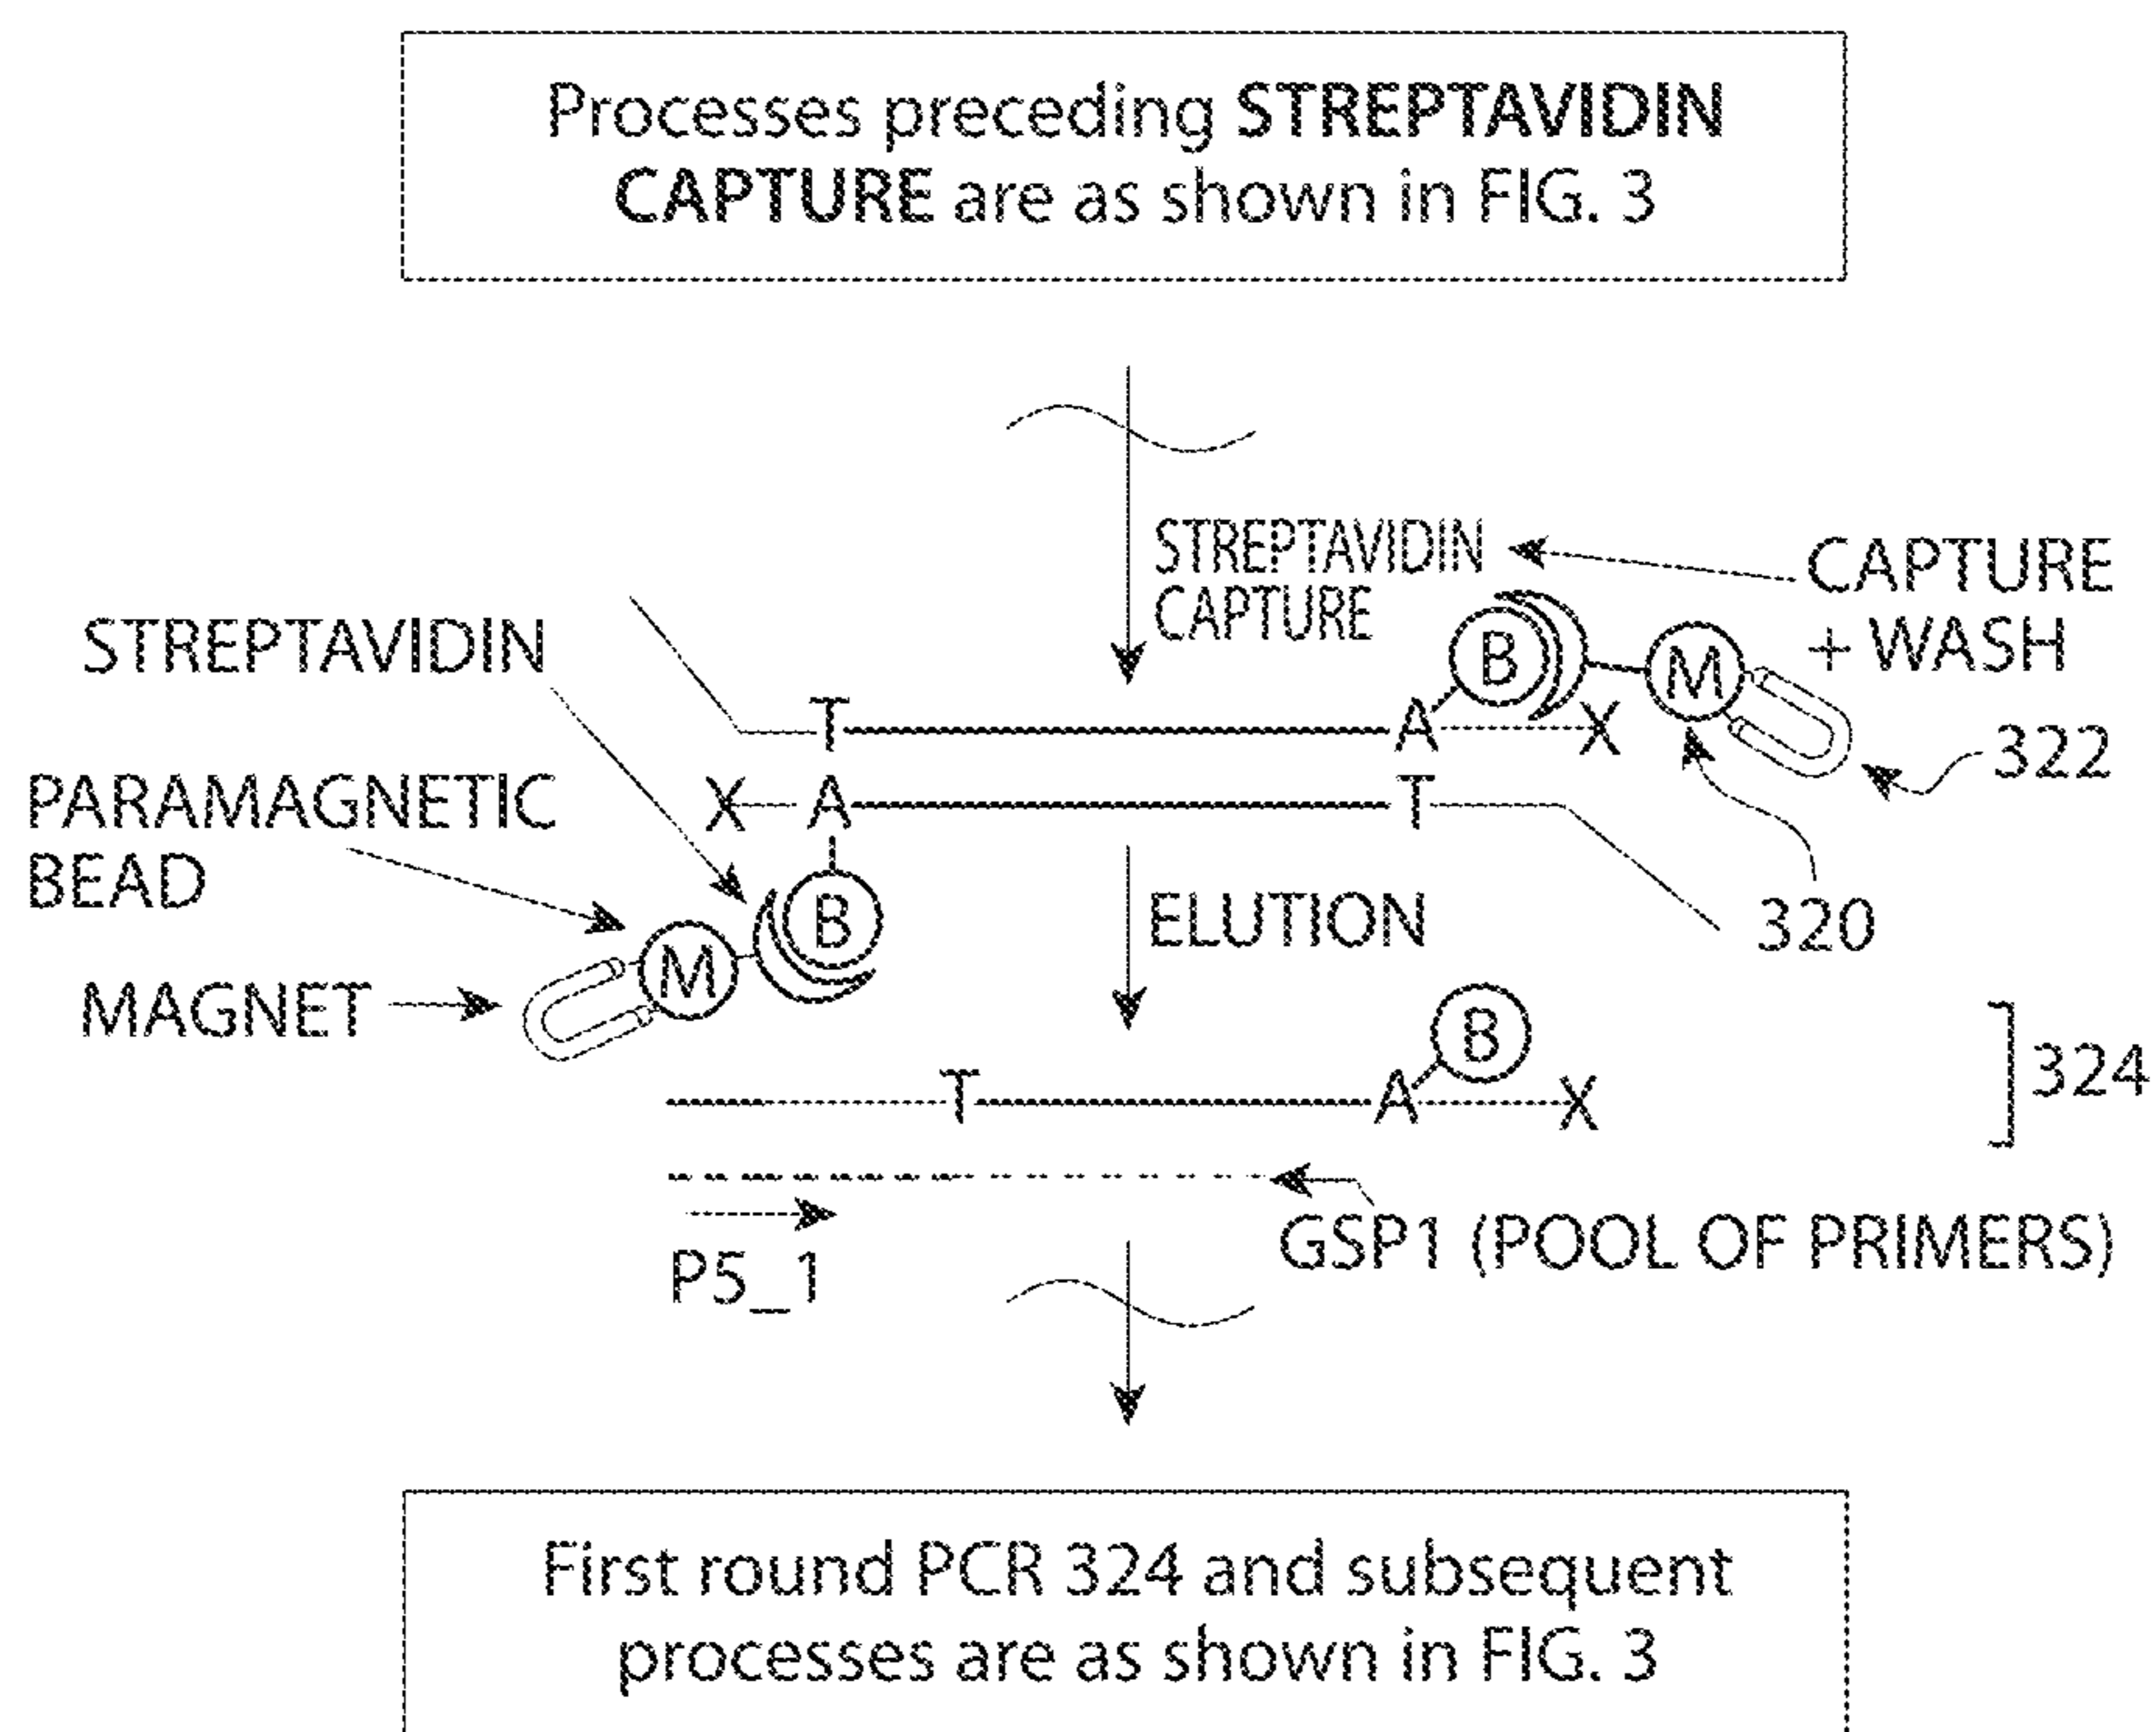 Processes preceding STREPTAVIDIN
CAPTURE are as shown in FIG. 3
STREPTAVIDIN
CAPTURE
CAPTURE
+ WASH
STREPTAVIDIN
B
M
T
A
X
322
PARAMAGNETIC
BEAD
X
A
T
B
ELUTION
320
M
MAGNET
B
324
T
A
X
P5_1
GSP1 (POOL OF PRIMERS)
First round PCR 324 and subsequent
processes are as shown in FIG. 3